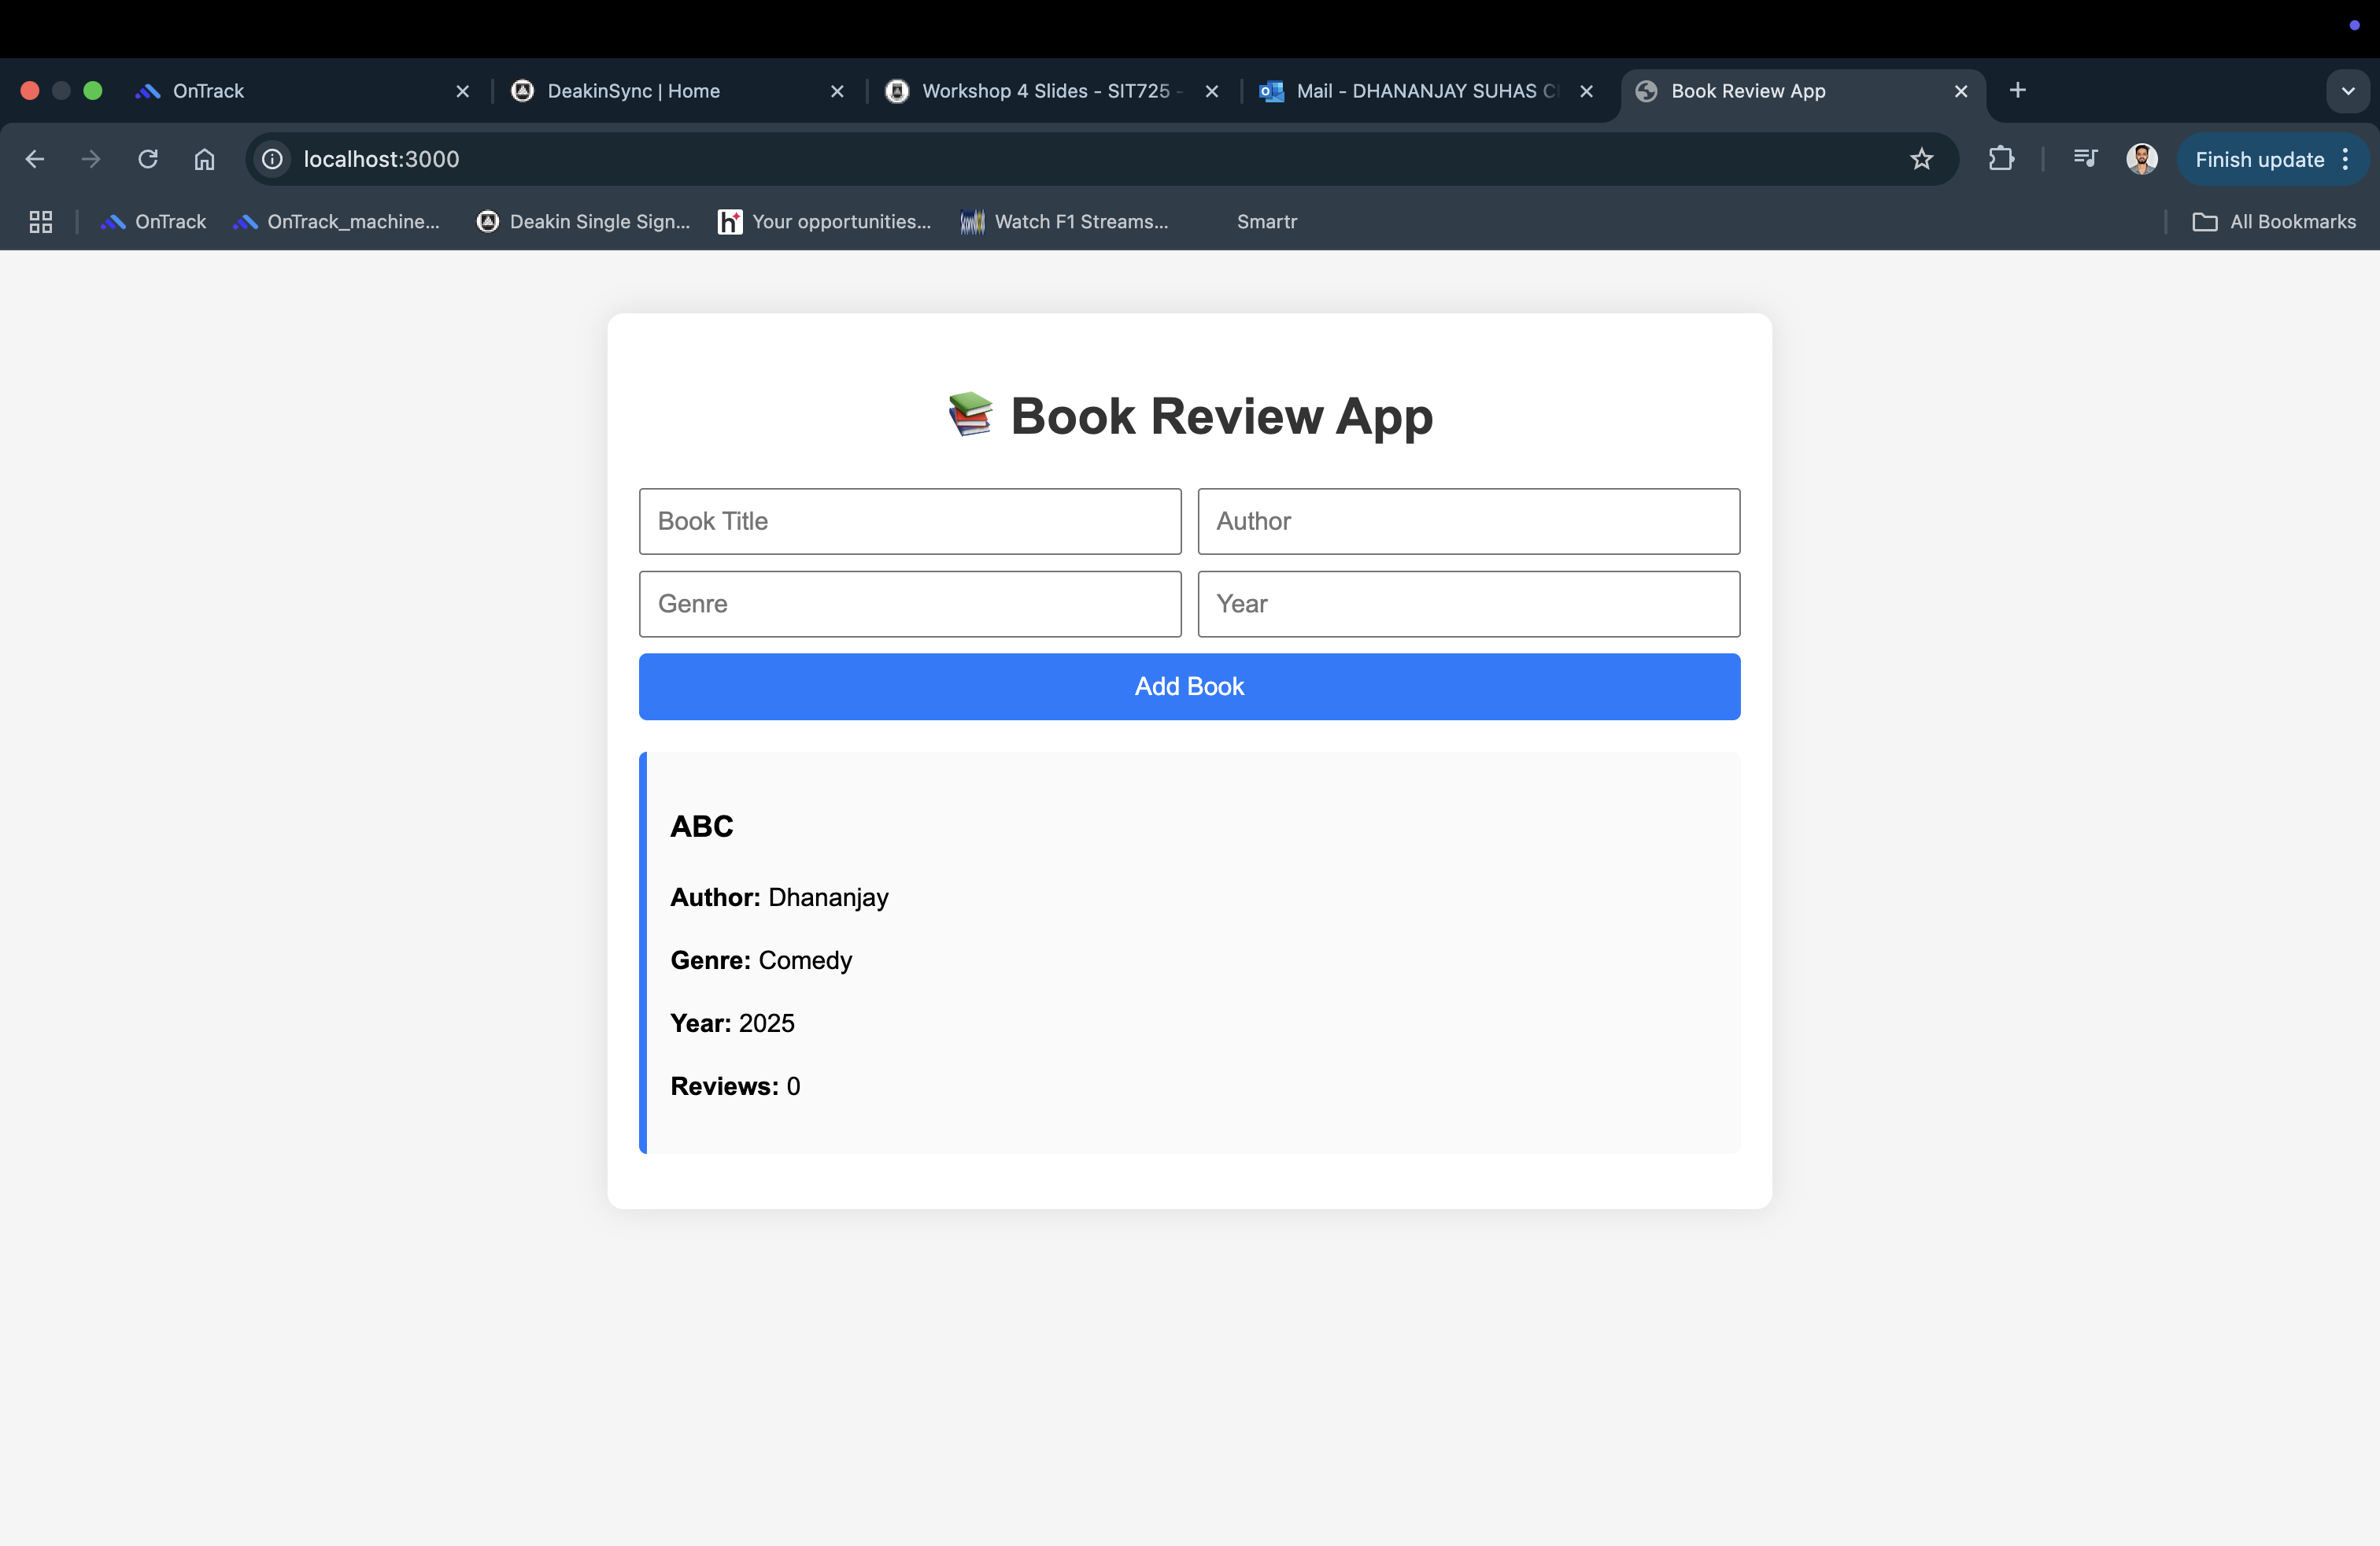 OnTrack
DeakinSync | Home
Workshop 4 Slides - SIT725 -
Mail - DHANANJAY SUHAS
Book Review App
localhost:3000
Finish update
OnTrack
OnTrack_machine...
Deakin Single Sign...
h Your opportunities...
Watch F1 Streams...
Smartr
All Bookmarks
Book Review App
Book Title
Author
Genre
Year
Add Book
ABC
Author: Dhananjay
Genre: Comedy
Year: 2025
Reviews: 0